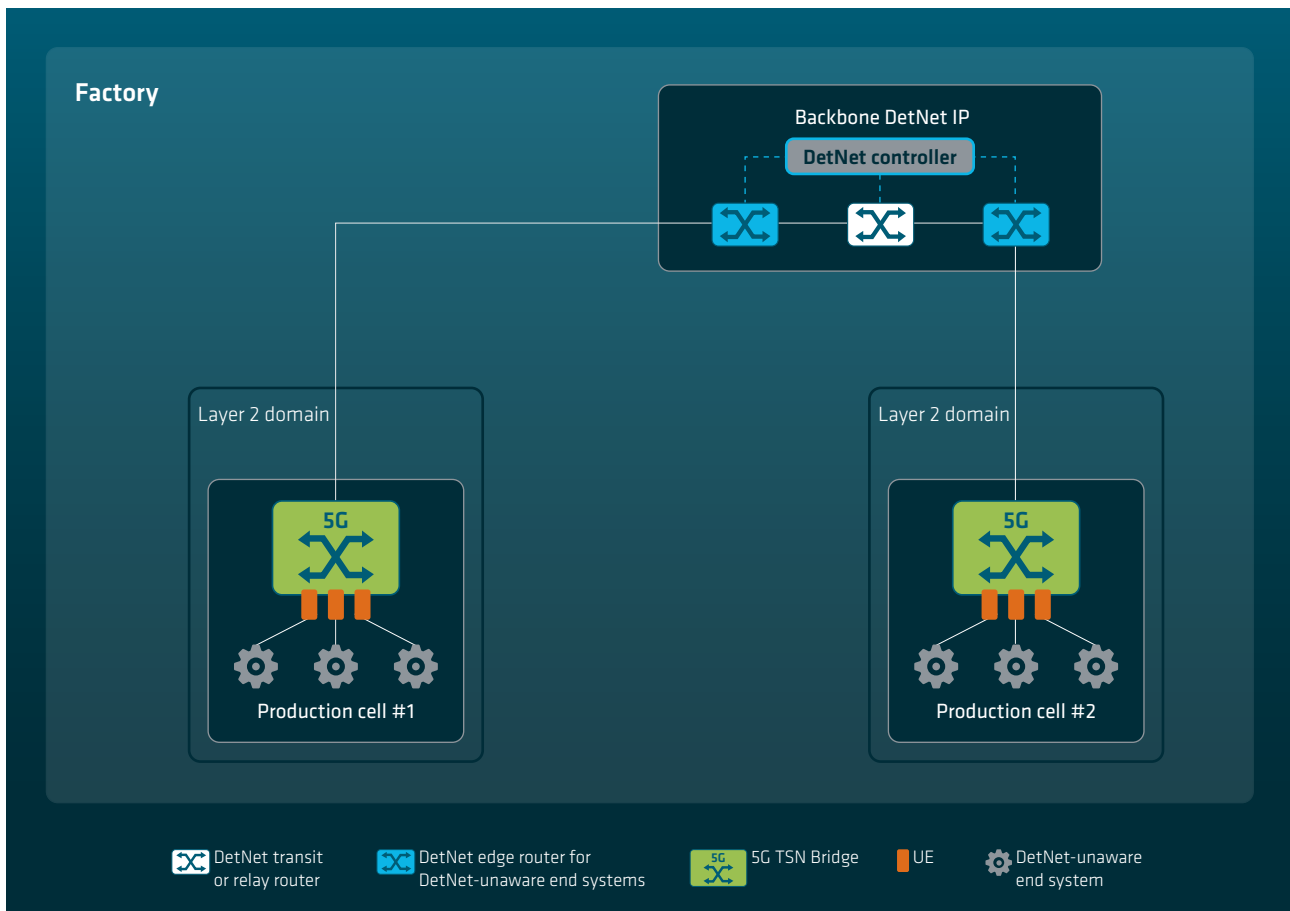 Factory
Backbone DetNet IP
DetNet controller
Layer 2 domain
5G
Production cell #1
Layer 2 domain
5G
Production cell #2
DetNet transit
or relay router
DetNet edge router for
DetNet-unaware end systems
5G
5G TSN Bridge
UE
DetNet-unaware
end system